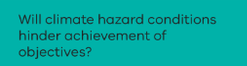 Will climate hazard conditions
hinder achievement of
objectives?